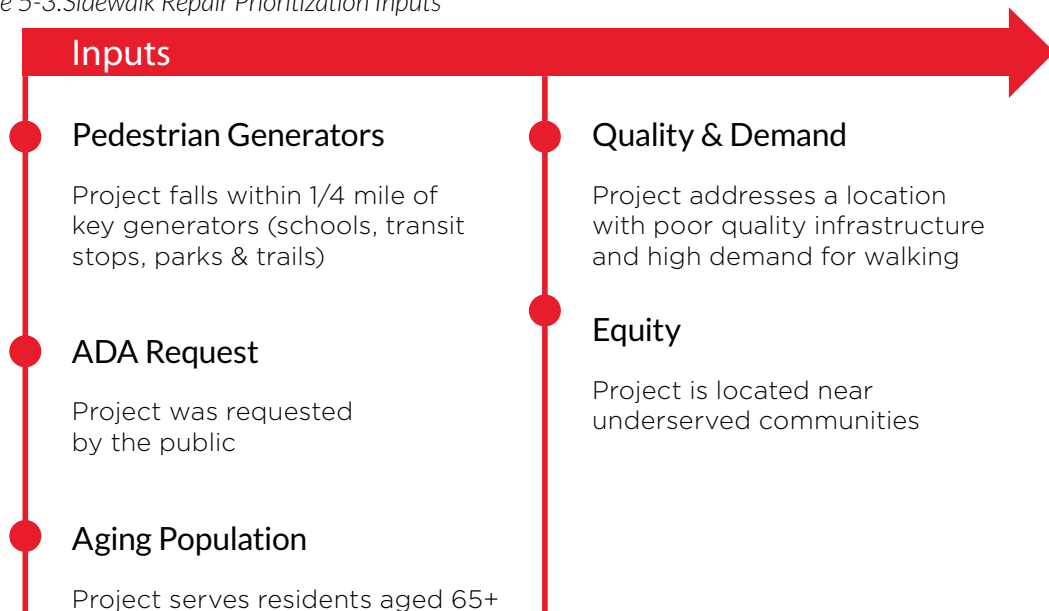 e 5-3.Sidewalk Repair Prioritization Inputs
Inputs
Pedestrian Generators
Project falls within 1/4 mile of
key generators (schools, transit
stops, parks & trails)
ADA Request
Project was requested
by the public
Aging Population
Project serves residents aged 65+
Quality & Demand
Project addresses a location
with poor quality infrastructure
and high demand for walking
Equity
Project is located near
underserved communities